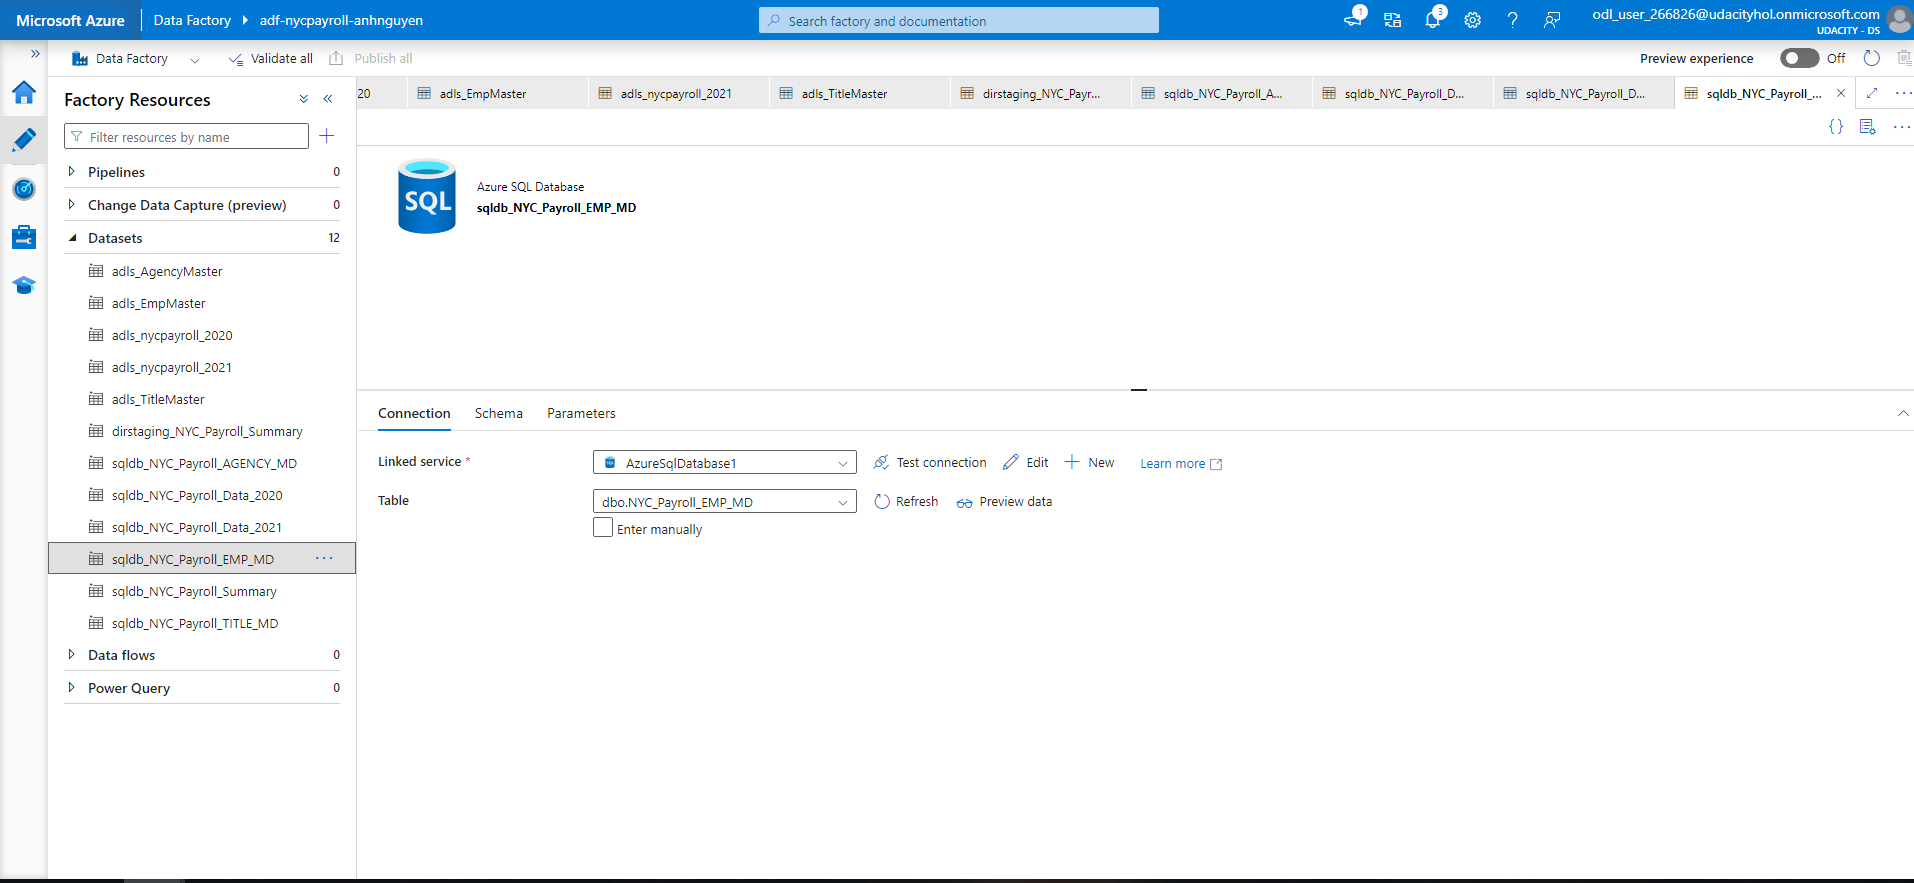 Microsoft Azure
Data Factory
adf-nycpayroll-anhnguyen
Search factory and documentation
1
3
odl_user_266826@udacityhol.onmicrosoft.com
UDACITY - DS
Data Factory
Validate all
Publish all
Preview experience
Off
Factory Resources
Filter resources by name
Pipelines 0
Change Data Capture (preview) 0
Datasets 12
adls_AgencyMaster
adls_EmpMaster
adls_nycpayroll_2020
adls_nycpayroll_2021
adls_TitleMaster
dirstaging_NYC_Payroll_Summary
sqldb_NYC_Payroll_AGENCY_MD
sqldb_NYC_Payroll_Data_2020
sqldb_NYC_Payroll_Data_2021
sqldb_NYC_Payroll_EMP_MD
sqldb_NYC_Payroll_Summary
sqldb_NYC_Payroll_TITLE_MD
Data flows 0
Power Query 0
20
adls_EmpMaster
adls_nycpayroll_2021
adls_TitleMaster
dirstaging_NYC_Payr...
sqldb_NYC_Payroll_A...
sqldb_NYC_Payroll_D...
sqldb_NYC_Payroll_D...
sqldb_NYC_Payroll_...
{}
SQL
Azure SQL Database
sqldb_NYC_Payroll_EMP_MD
Connection
Schema
Parameters
Linked service *
AzureSqlDatabase1
Test connection
Edit
New
Learn more
Table
dbo.NYC_Payroll_EMP_MD
Refresh
Preview data
Enter manually